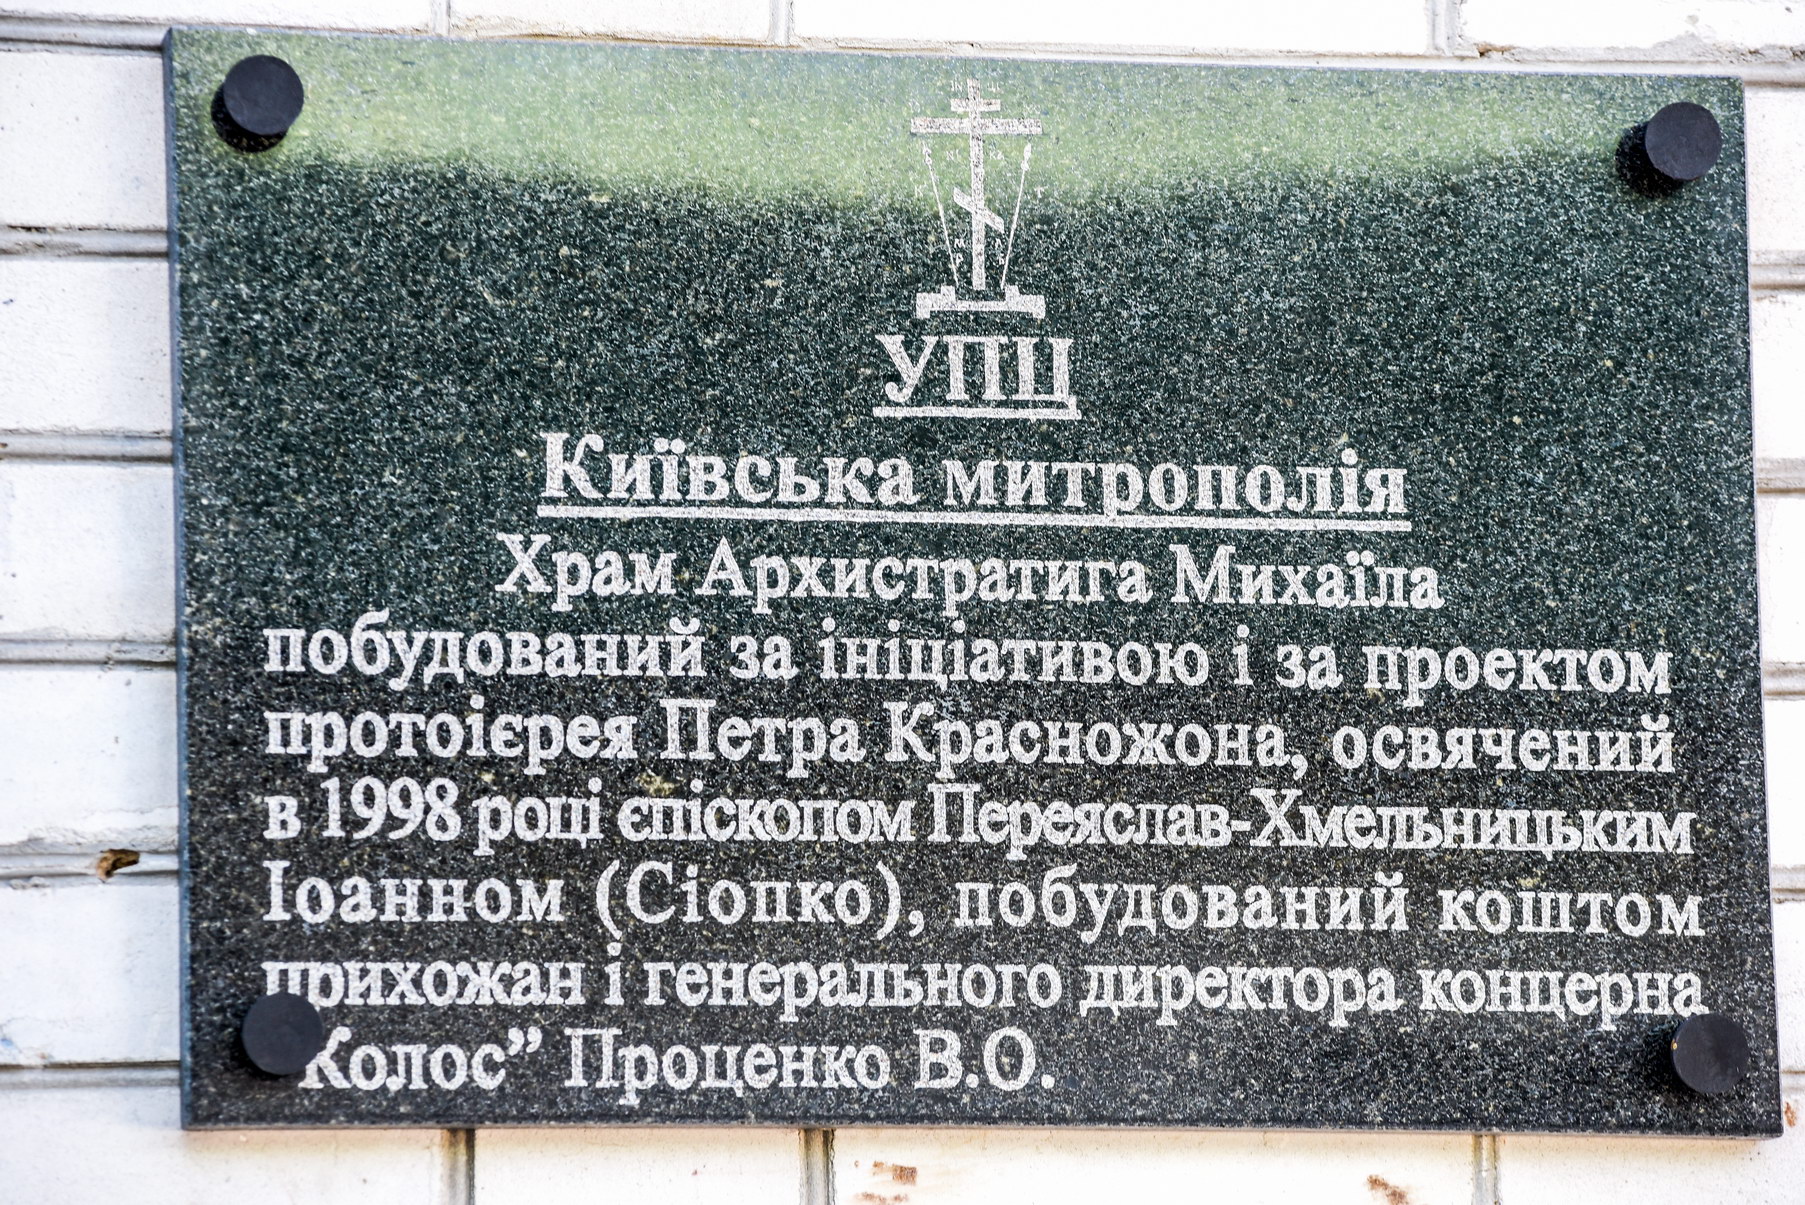 УПЦ
Київська митрополія
Храм Архистратига Михаїла
побудований за ініціативою і за проектом
протоієрея Петра Красножона, освячений
в 1998 році єпіскопом Переяслав-Хмельницьким
Іоанном (Сіопко), побудований коштом
прихожан і генерального директора концерна
Колос” Проценко В.О.